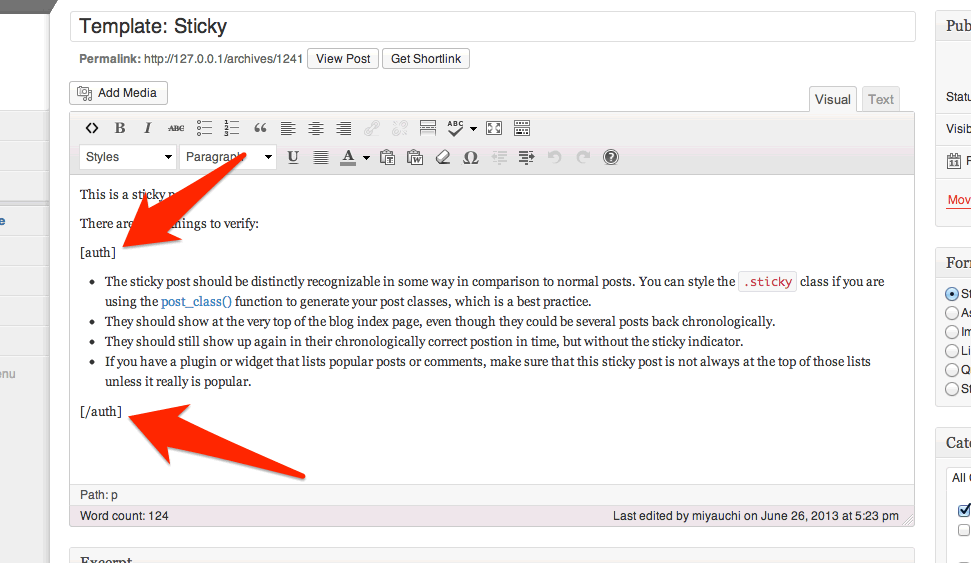 Template: Sticky
Permalink: http://127.0.0.1/archives/1241 View Post Get Shortlink
Add Media
Visual Text
B I ABC ABC
Styles Paragraph U A
This is a sticky
There are things to verify:
[auth]
The sticky post should be distinctly recognizable in some way in comparison to normal posts. You can style the .sticky class if you are
using the post_class() function to generate your post classes, which is a best practice.
They should show at the very top of the blog index page, even though they could be several posts back chronologically.
They should still show up again in their chronologically correct postion in time, but without the sticky indicator.
If you have a plugin or widget that lists popular posts or comments, make sure that this sticky post is not always at the top of those lists
unless it really is popular.
[/auth]
Path: p
Word count: 124 Last edited by miyauchi on June 26, 2013 at 5:23 pm
Excerpt
e
enu
Pub
Statu
Visib
11 P
Mov
For
St
As
Im
Li
Q
St
Cate
All